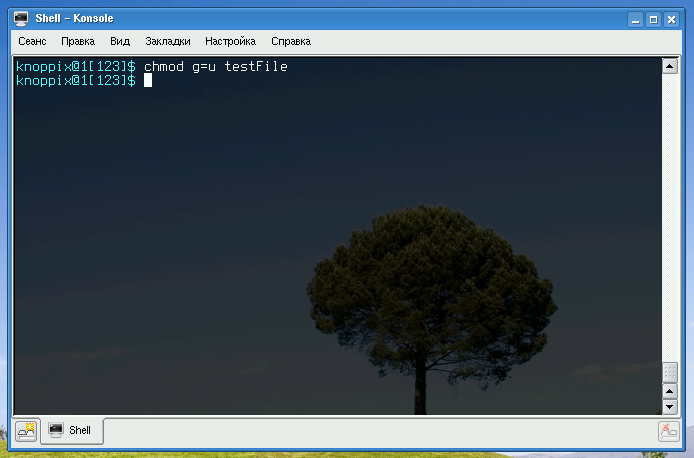 Shell - Konsole
Сеанс Правка Вид Закладки Настройка Справка
knoppix@1[123]$ chmod g=u testFile
knoppix@1[123]$
Shell